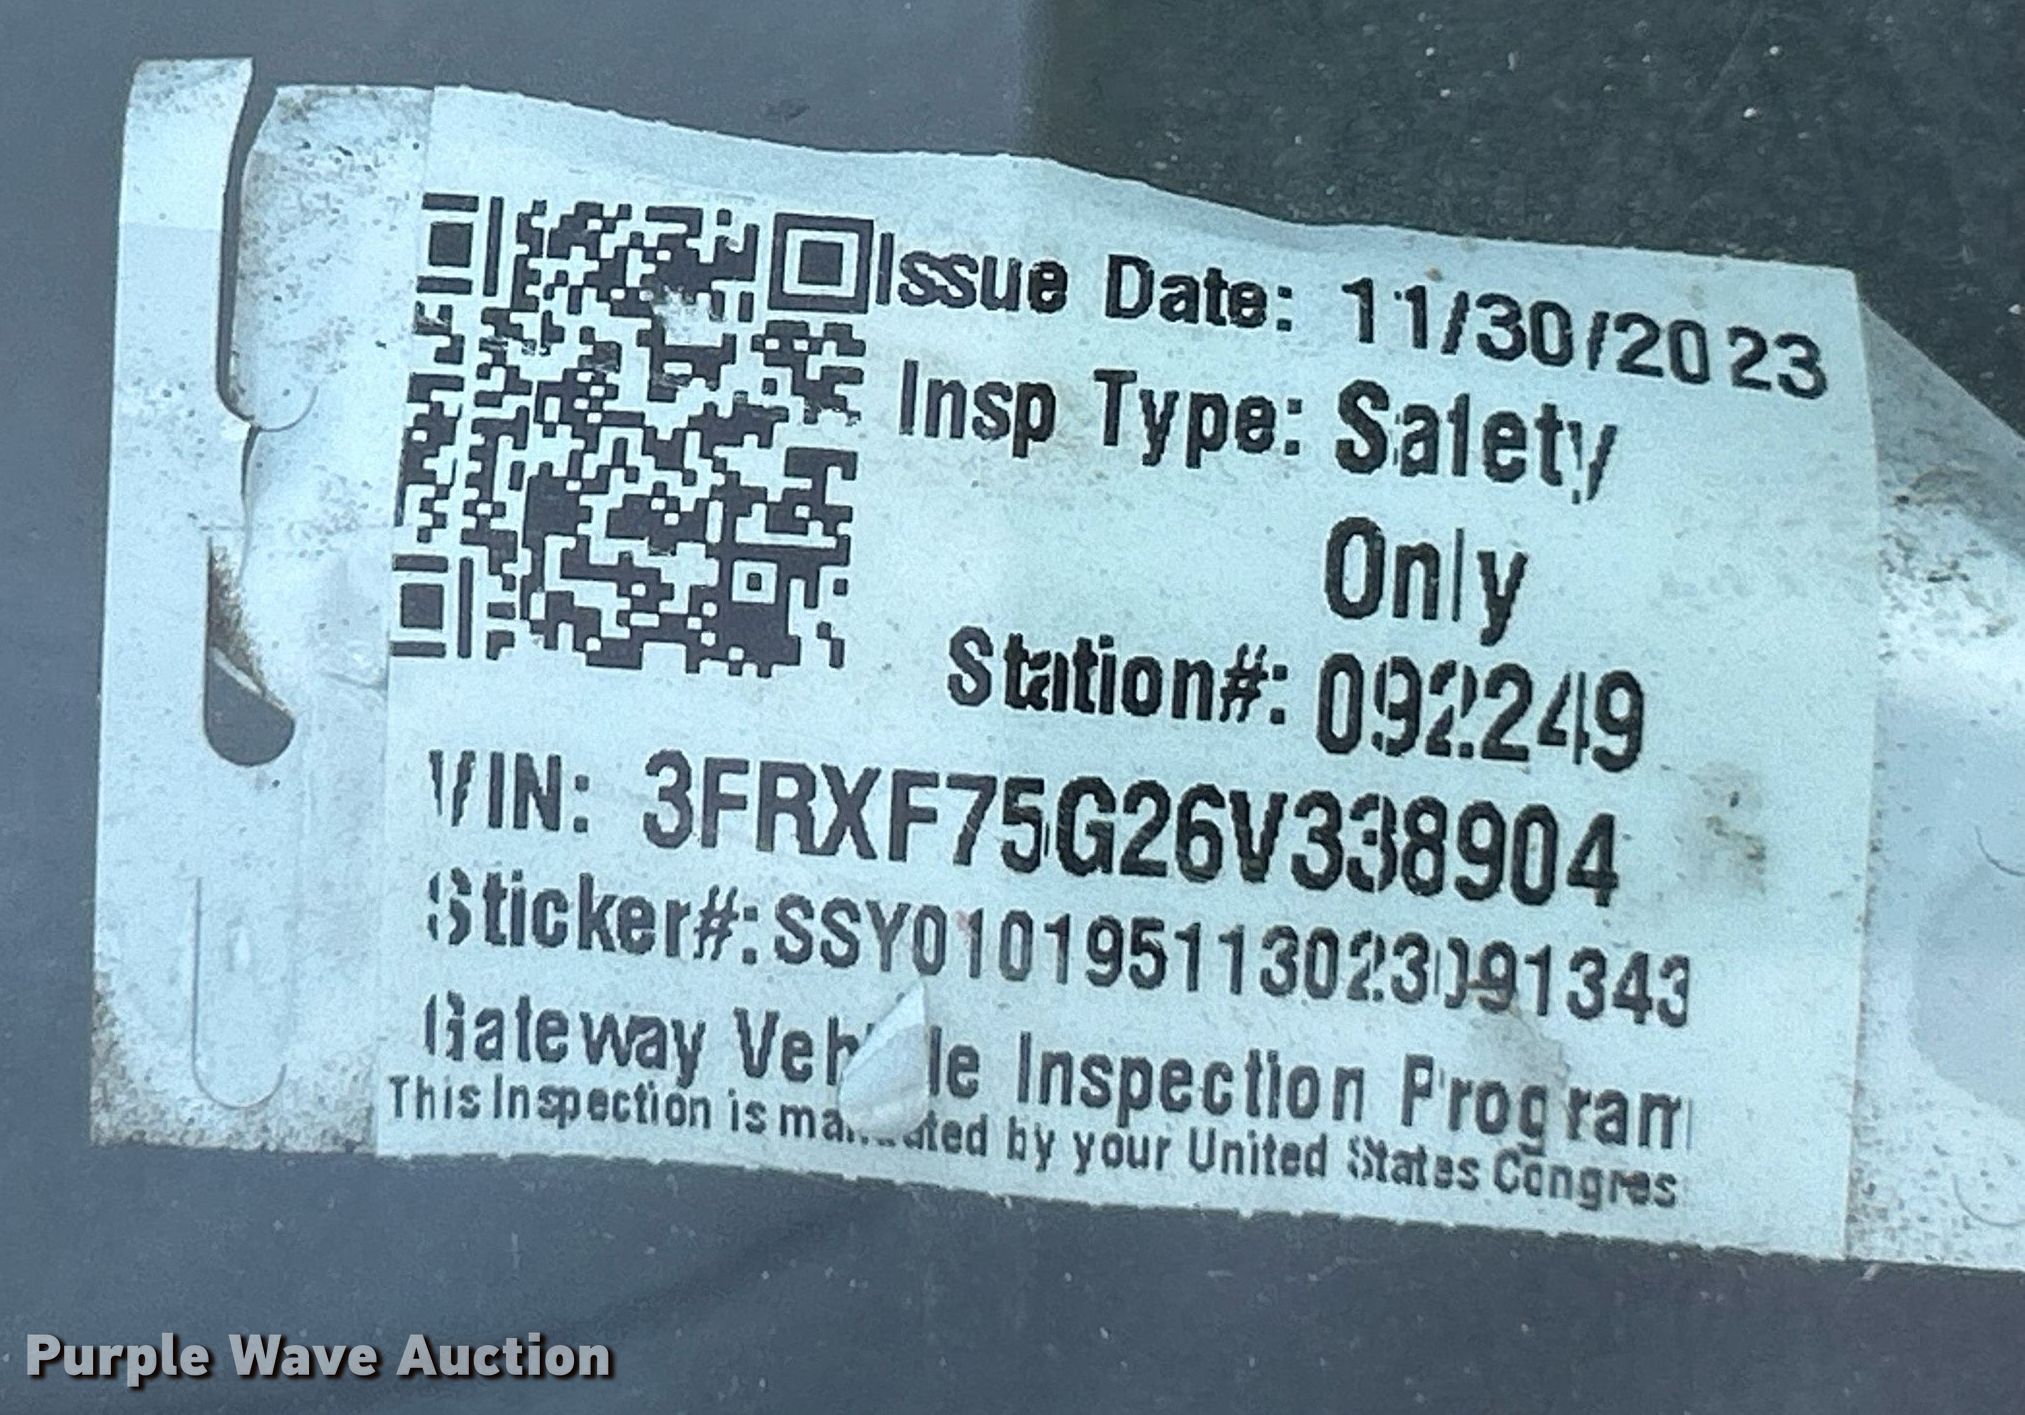 Issue Date: 11/30/2023
Insp Type: Safety
Only
Station#: 092249
VIN: 3FRXF75G26V338904
Sticker#: SSY010195113023091343
Gateway Vehicle Inspection Program
This Inspection is mandated by your United States Congres
Purple Wave Auction